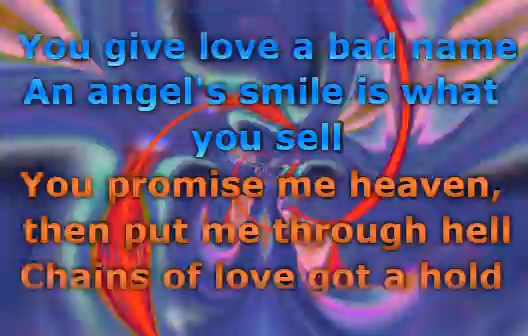 You give love a bad name
An angel's smile is what
you sell
You promise me heaven,
then put me through hell
Chains of love got a hold